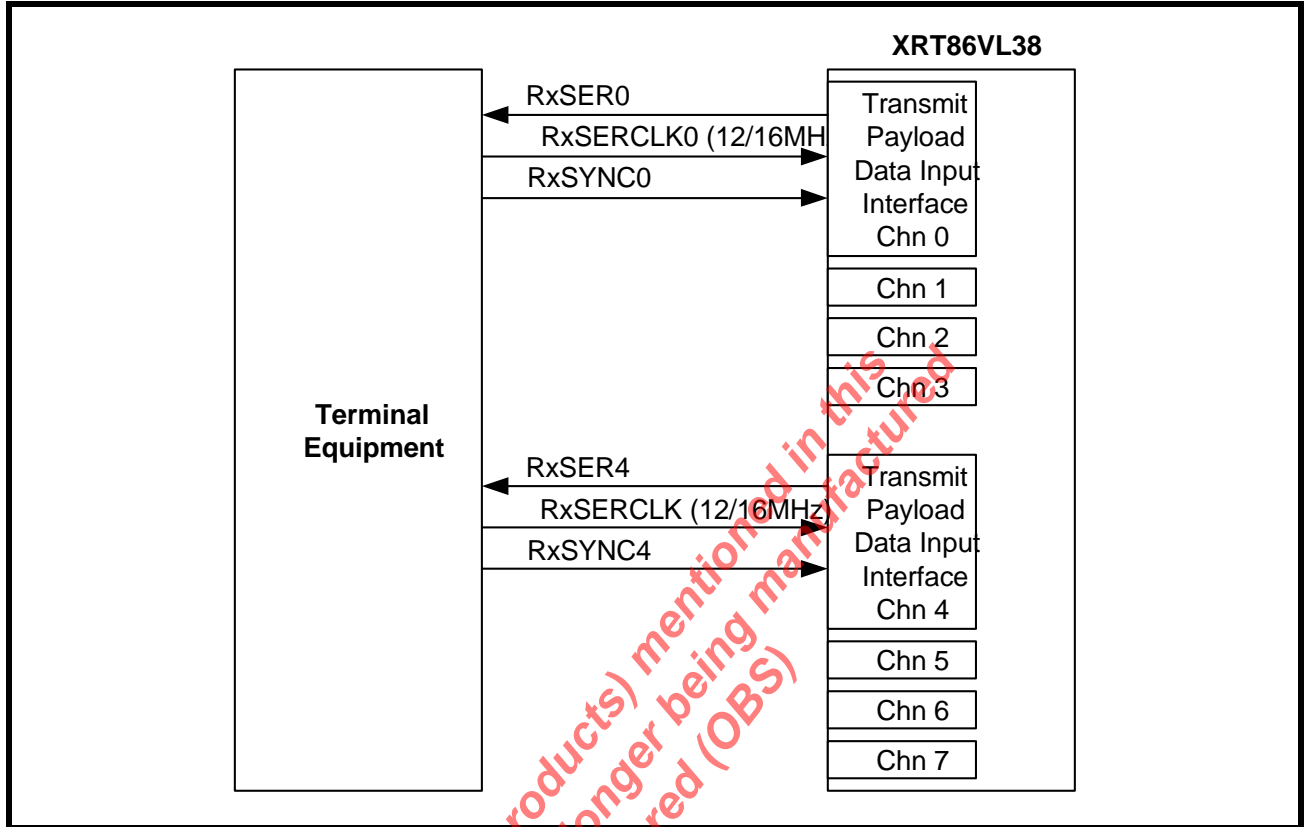 XRT86VL38
RxSER0
RxSERCLK0 (12/16MH
RxSYNC0
Transmit
Payload
Data Input
Interface
Chn 0
Chn 1
Chn 2
Chn 3
Terminal
Equipment
RxSER4
RxSERCLK (12/16MHz)
RxSYNC4
Transmit
Payload
Data Input
Interface
Chn 4
Chn 5
Chn 6
Chn 7
roducts) mentioned in this
onger being manufactured
red (OBS)